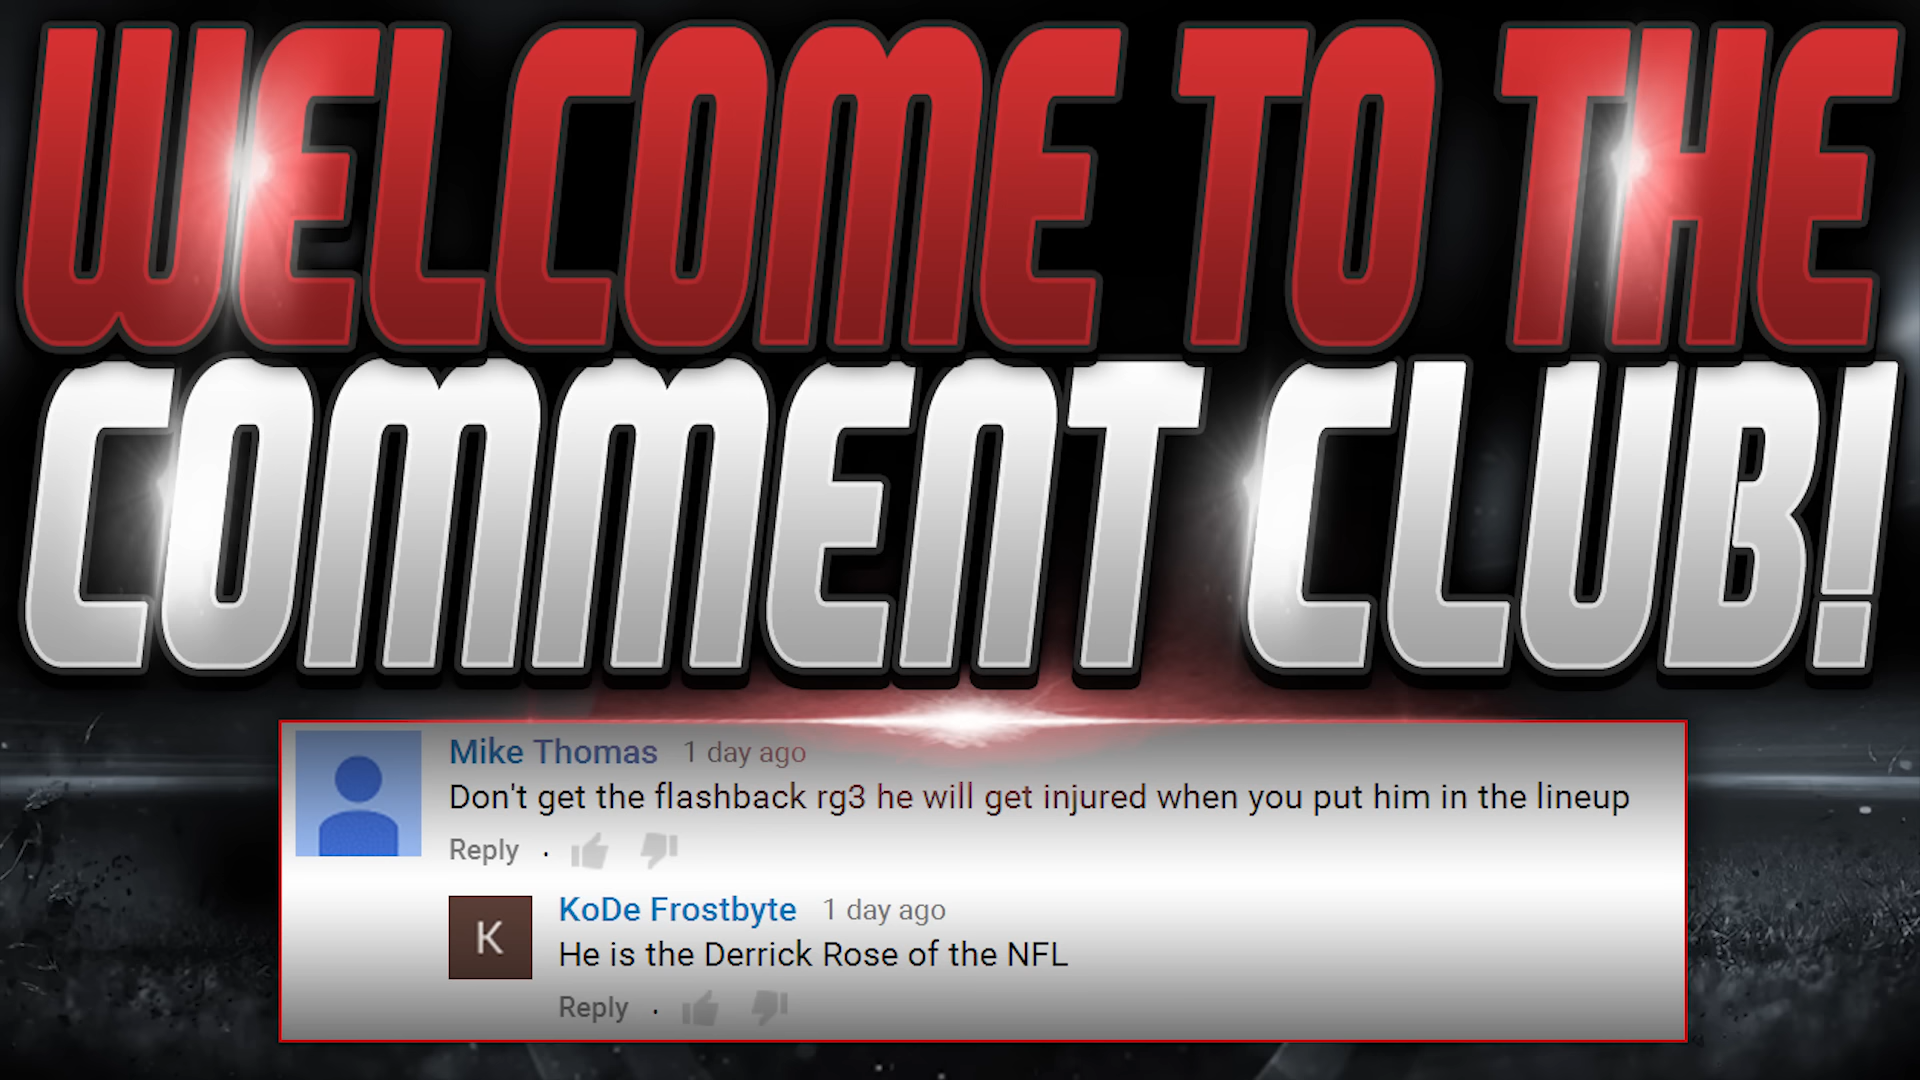 WELCOME TO THE
COMMENT CLUB!
Mike Thomas 1 day ago
Don't get the flashback rg3 he will get injured when you put him in the lineup
Reply ·
K
KoDe Frostbyte 1 day ago
He is the Derrick Rose of the NFL
Reply ·